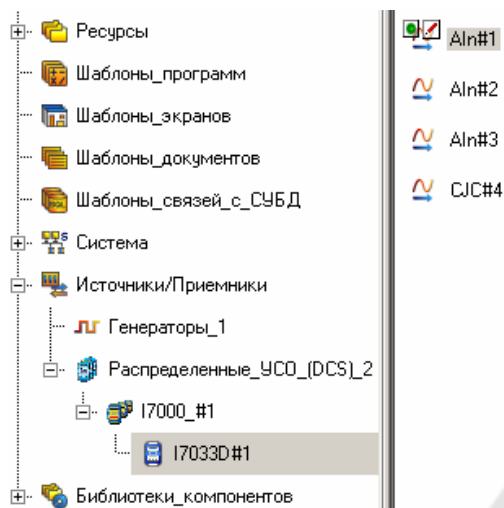 Ресурсы
Шаблоны_программ
Шаблоны_экранов
Шаблоны_документов
Шаблоны_связей_с_СУБД
Система
Источники/Приемники
Генераторы_1
Распределенные_УСО_(DCS)_2
I7000_#1
I7033D#1
Библиотеки_компонентов
AIn#1
AIn#2
AIn#3
CJC#4